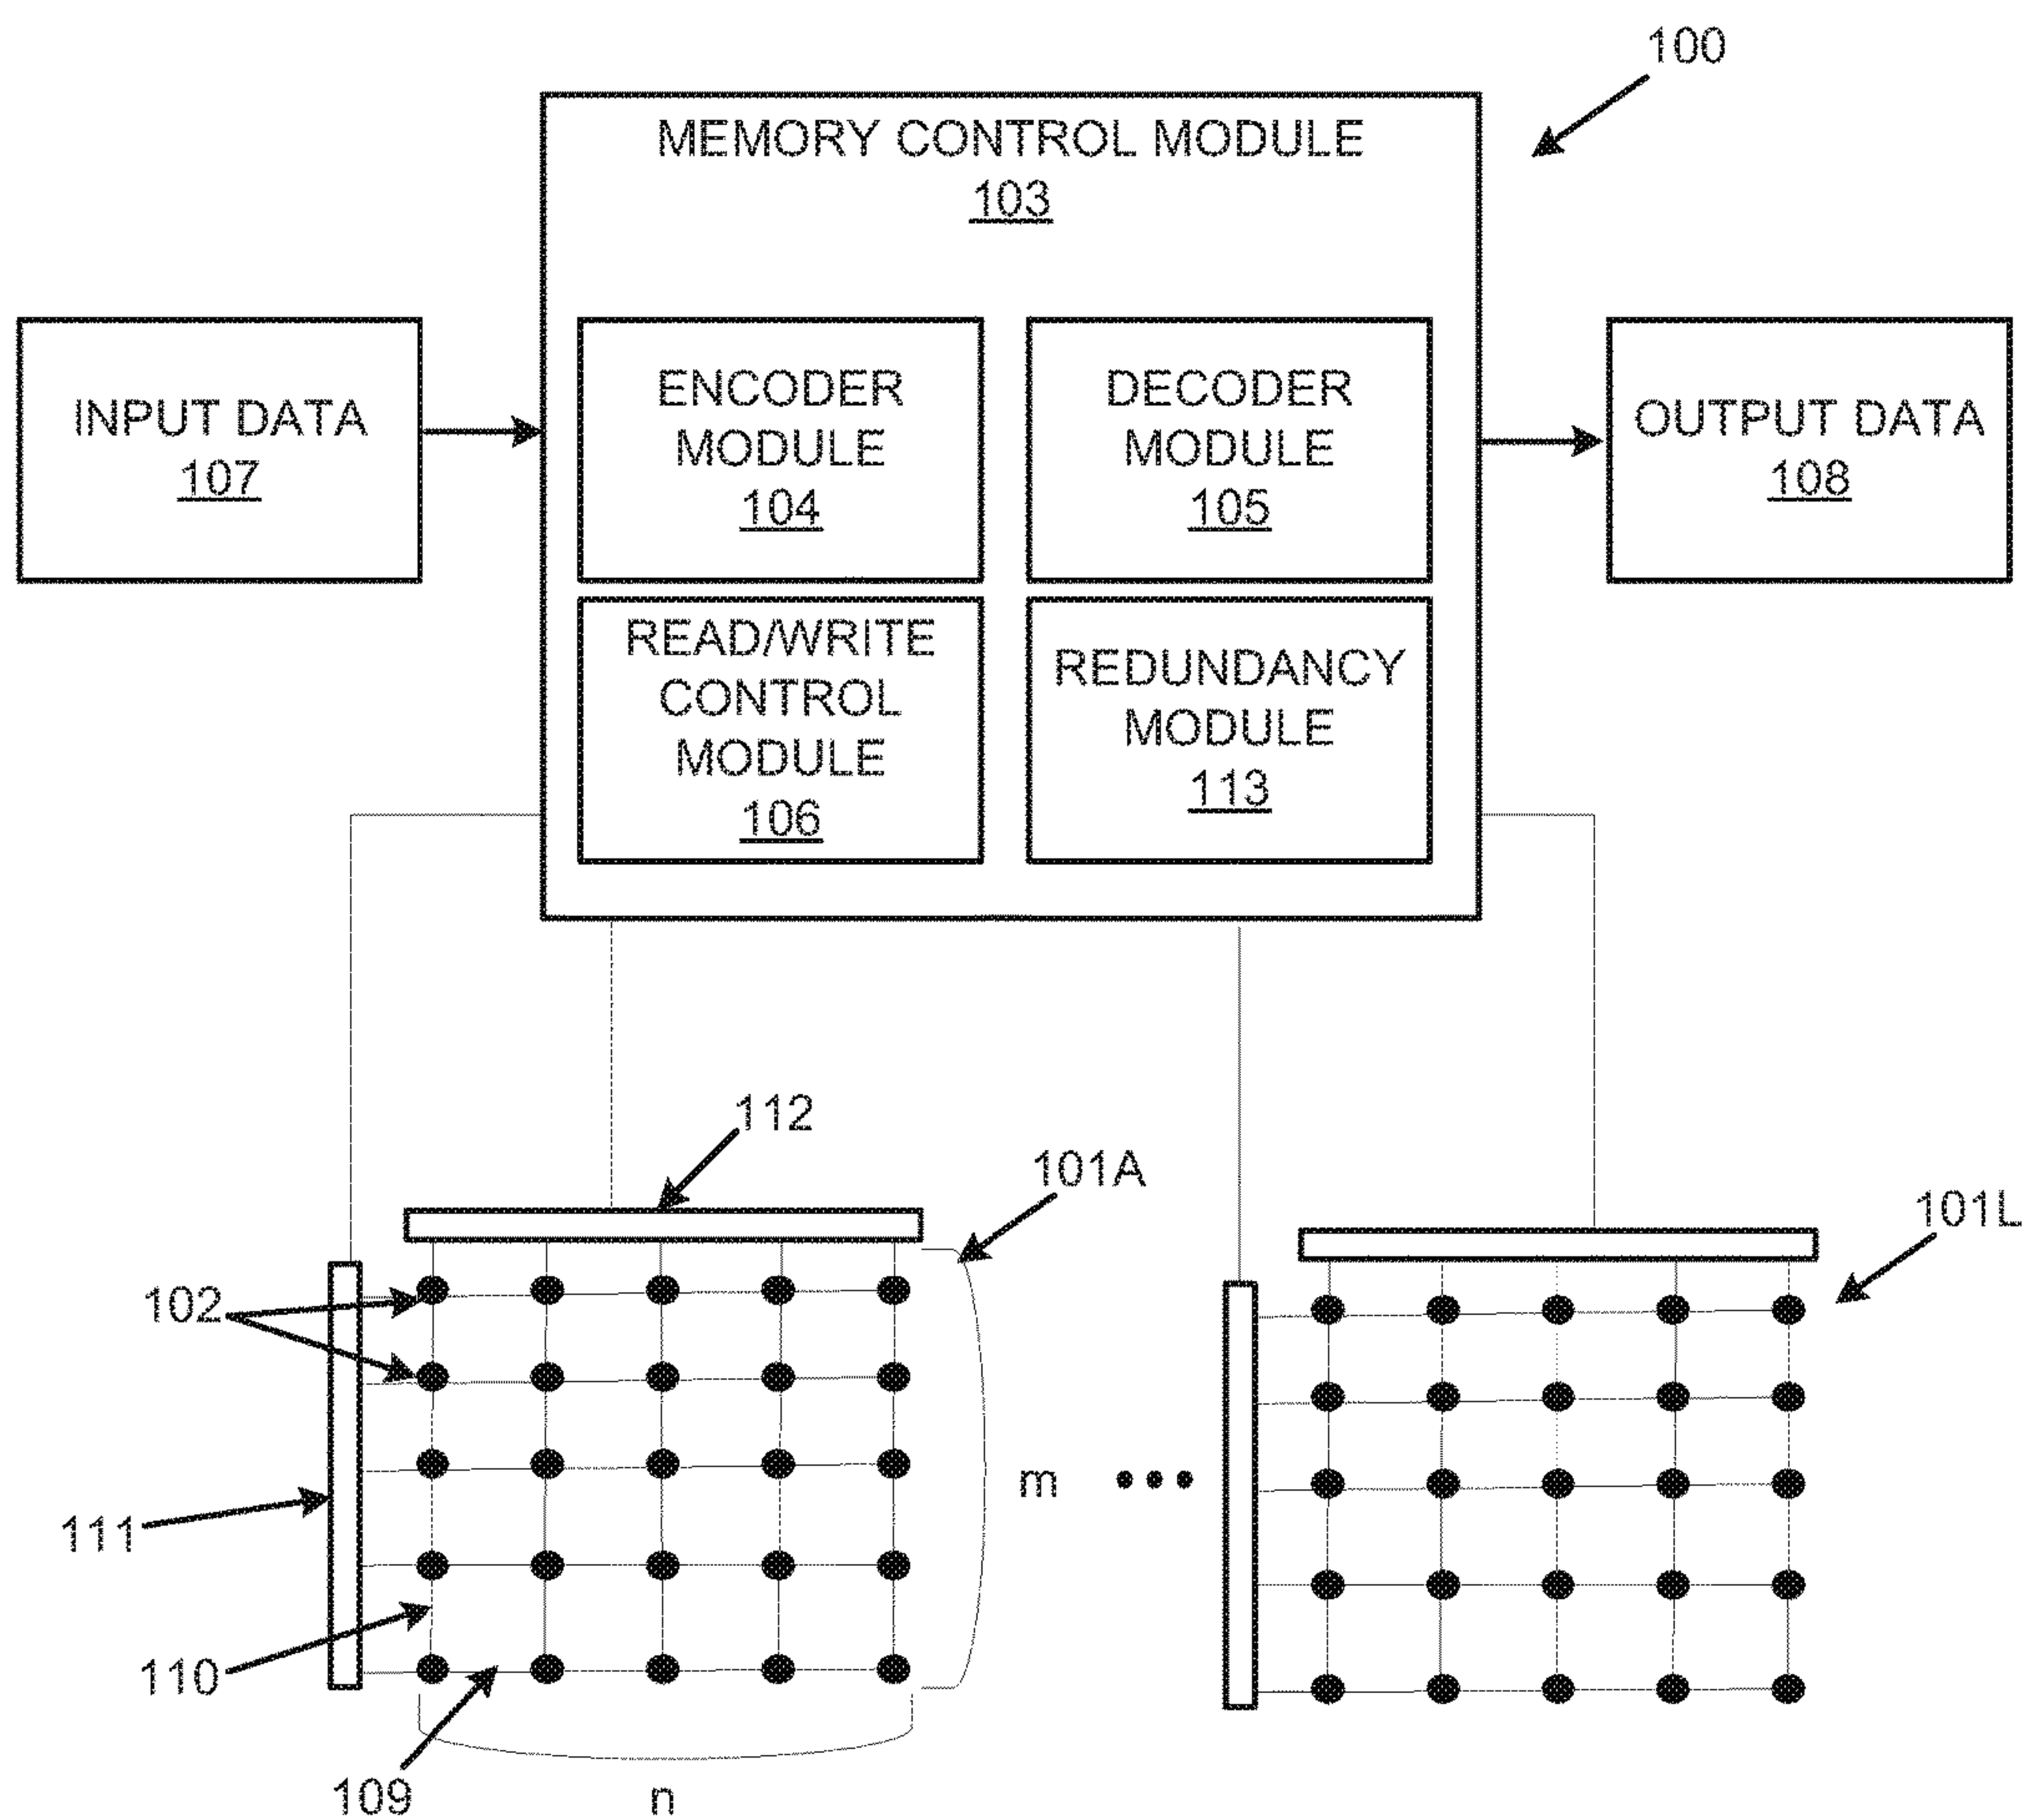 100
MEMORY CONTROL MODULE
103
INPUT DATA
107
ENCODER
MODULE
104
DECODER
MODULE
105
OUTPUT DATA
108
READ/WRITE
CONTROL
MODULE
106
REDUNDANCY
MODULE
113
112
101A
101L
102
m
111
110
109
n